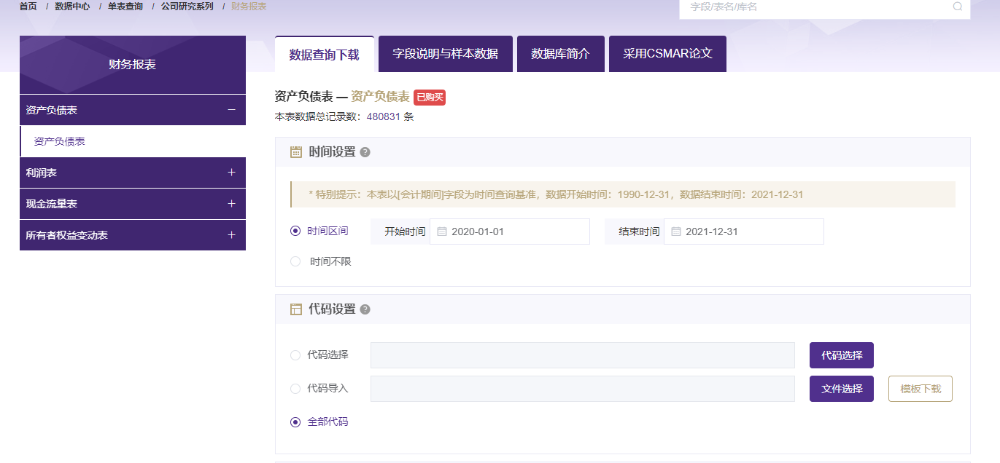 首页 / 数据中心 / 单表查询 / 公司研究系列 / 财务报表
字段/表名/库名
财务报表
资产负债表
资产负债表
利润表
现金流量表
所有者权益变动表
数据查询下载 字段说明与样本数据 数据库简介 采用CSMAR论文
资产负债表 — 资产负债表 已购买
本表数据总记录数：480831 条
时间设置 ?
* 特别提示：本表以[会计期间]字段为时间查询基准，数据开始时间：1990-12-31，数据结束时间：2021-12-31
时间区间 开始时间 2020-01-01 结束时间 2021-12-31
时间不限
代码设置 ?
代码选择 代码选择
代码导入 文件选择 模板下载
全部代码